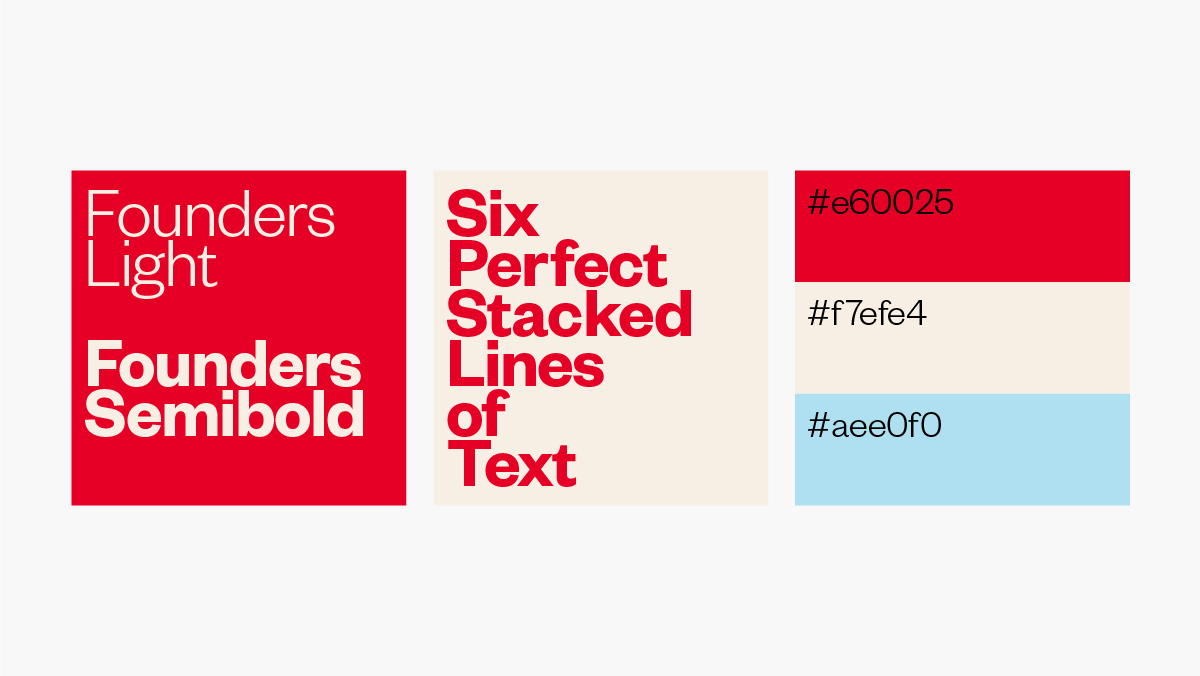 Founders
Light
Founders
Semibold
Six
Perfect
Stacked
Lines
of
Text
#e60025
#f7efe4
#aee0f0